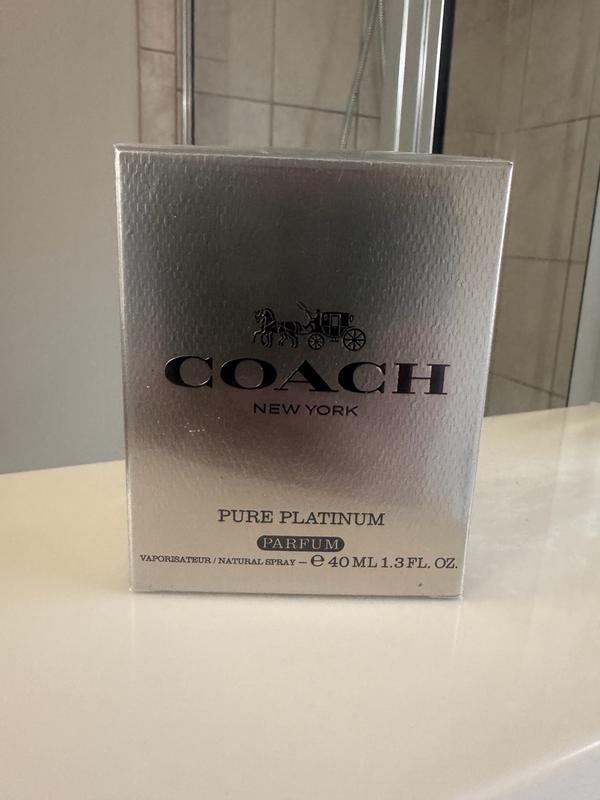 COACH
NEW YORK
PURE PLATINUM
PARFUM
VAPORISATEUR / NATURAL SPRAY – ℮ 40 ML 1.3 FL. OZ.